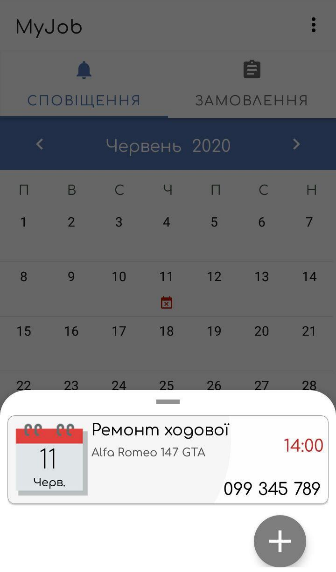 MyJob
СПОВІЩЕННЯ ЗАМОВЛЕННЯ
Червень 2020
П В С Ч П С Н
1 2 3 4 5 6 7
8 9 10 11 12 13 14
15 16 17 18 19 20 21
22 23 24 25 26 27 28
Ремонт ходової
11 Alfa Romeo 147 GTA 14:00
Черв. 099 345 789